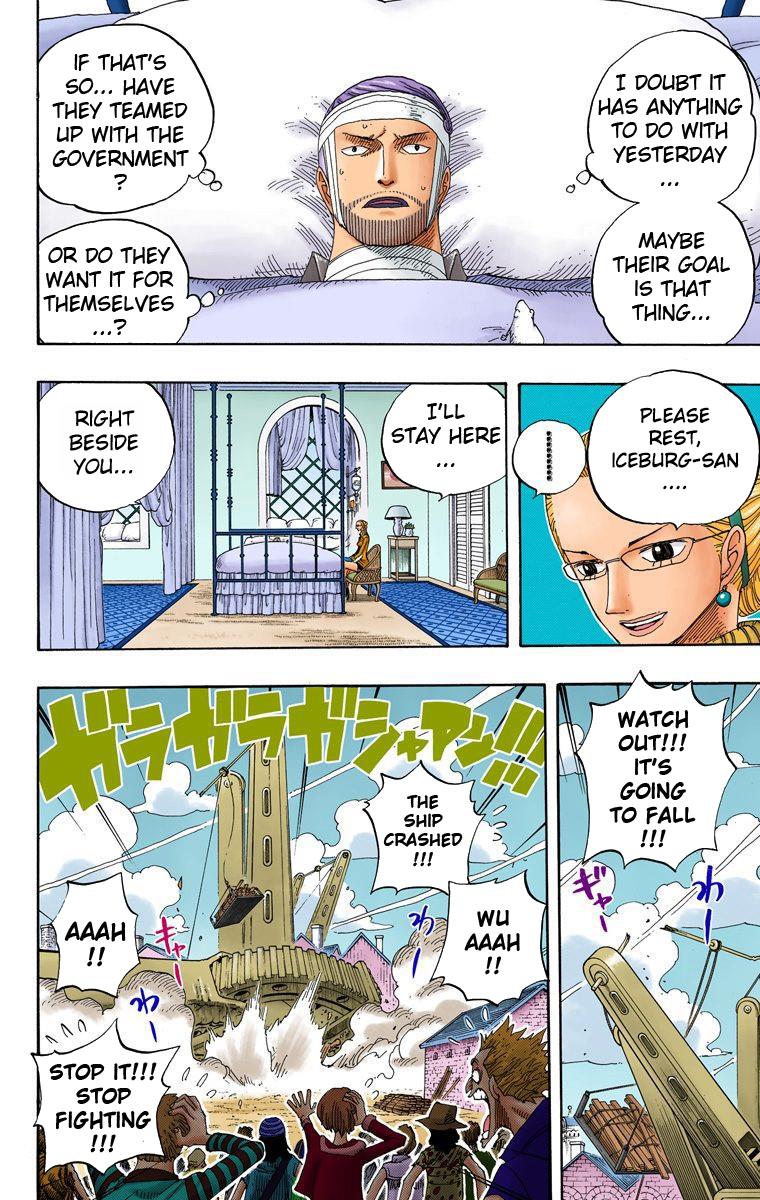 I DOUBT IT
HAS ANYTHING
TO DO WITH
YESTERDAY
...
MAYBE
THEIR GOAL
IS THAT
THING...
IF THAT'S
SO... HAVE
THEY TEAMED
UP WITH THE
GOVERNMENT
?
OR DO THEY
WANT IT FOR
THEMSELVES
...?
PLEASE
REST,
ICEBURG-SAN
....
I'LL
STAY HERE
...
RIGHT
BESIDE
YOU...
WATCH
OUT!!!
IT'S
GOING
TO FALL
!!!
ぎゃ
わー
ガラガラガシャアン!!!
THE
SHIP
CRASHED
!!!
WU
AAAH
!!
わー
AAAH
!!
ギャー
わー
STOP IT!!!
STOP
FIGHTING
!!!